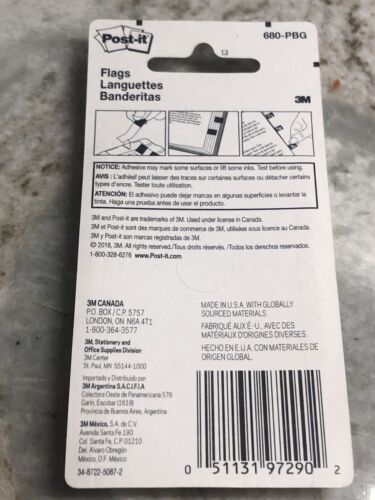 Post-it
680-PBG
13
Flags
Languettes
Banderitas
3M
NOTICE: Adhesive may mark some surfaces or lift some inks. Test before using.
AVIS : L'adhésif peut laisser des traces sur certaines surfaces ou détacher certains
types d'encre. Tester toute utilisation.
ATENCIÓN: El adhesivo puede dejar marcas en algunas superficies o levantar la
tinta. Haga una prueba antes de usar el producto.
3M and Post-it are trademarks of 3M. Used under license in Canada.
3M et Post-it sont des marques de commerce de 3M, utilisées sous licence au Canada.
3M y Post-it son marcas registradas de 3M.
© 2016, 3M. All rights reserved./Tous droits réservés./Todos los derechos reservados.
1-800-328-6276 www.Post-it.com
3M CANADA
P.O. BOX / C.P. 5757
LONDON, ON N6A 4T1
1-800-364-3577
3M, Stationery and
Office Supplies Division
3M Center
St. Paul, MN 55144-1000
Importado y Distribuido por:
3M Argentina S.A.C.I.F.I.A
Colectora Oeste de Panamericana 576
Garín, Escobar (1619)
Provincia de Buenos Aires, Argentina
3M México, S.A. de C.V.
Avenida Santa Fe 190
Col. Santa Fe, C.P. 01210
Del. Alvaro Obregón
México, D.F. México
34-8722-5087-2
MADE IN U.S.A. WITH GLOBALLY
SOURCED MATERIALS.
FABRIQUÉ AUX É.-U. AVEC DES
MATÉRIAUX D'ORIGINES DIVERSES.
HECHO EN E.U.A. CON MATERIALES DE
ORIGEN GLOBAL.
0 51131 97290 2